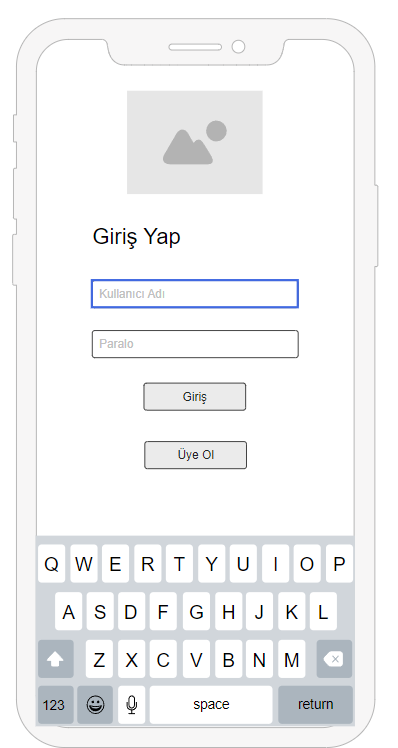 Giriş Yap
Kullanıcı Adı
Paralo
Giriş
Üye Ol
Q W E R T Y U I O P
A S D F G H J K L
Z X C V B N M
123 space return